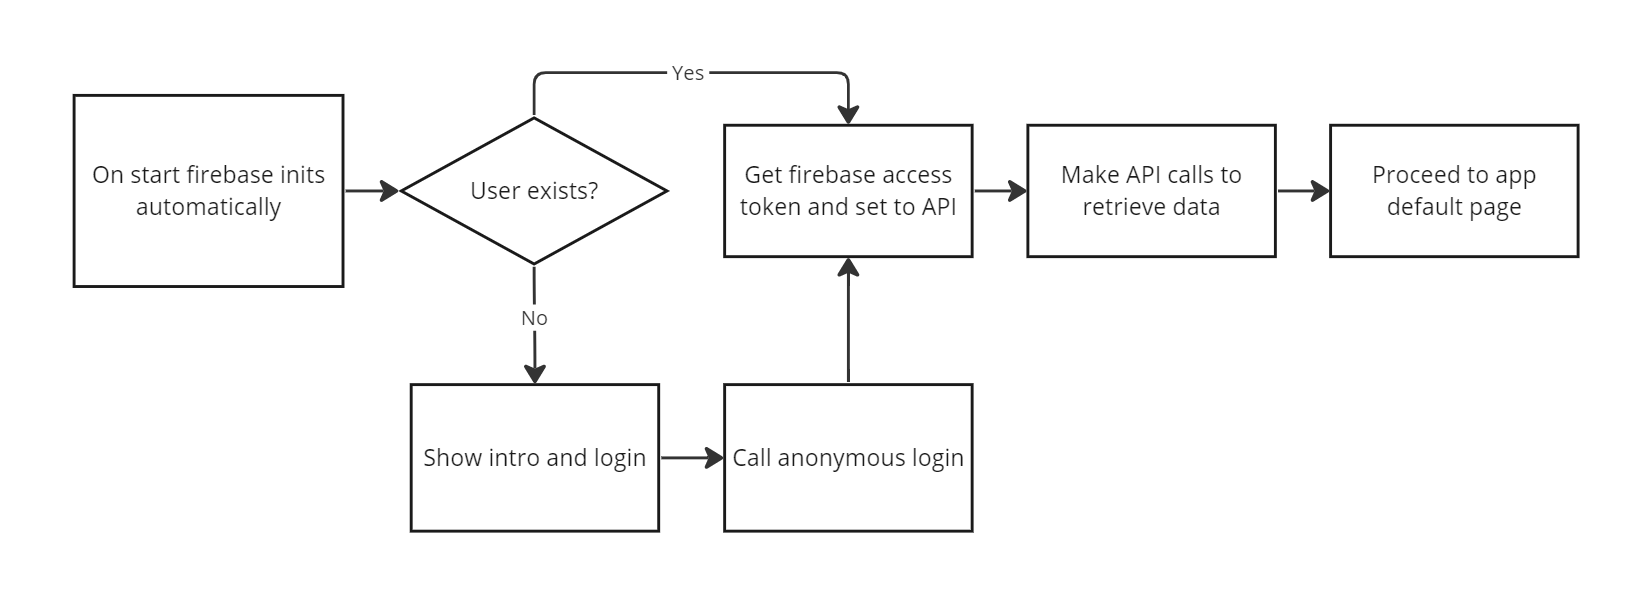 On start firebase inits
automatically
User exists?
Yes
No
Get firebase access
token and set to API
Make API calls to
retrieve data
Proceed to app
default page
Show intro and login
Call anonymous login